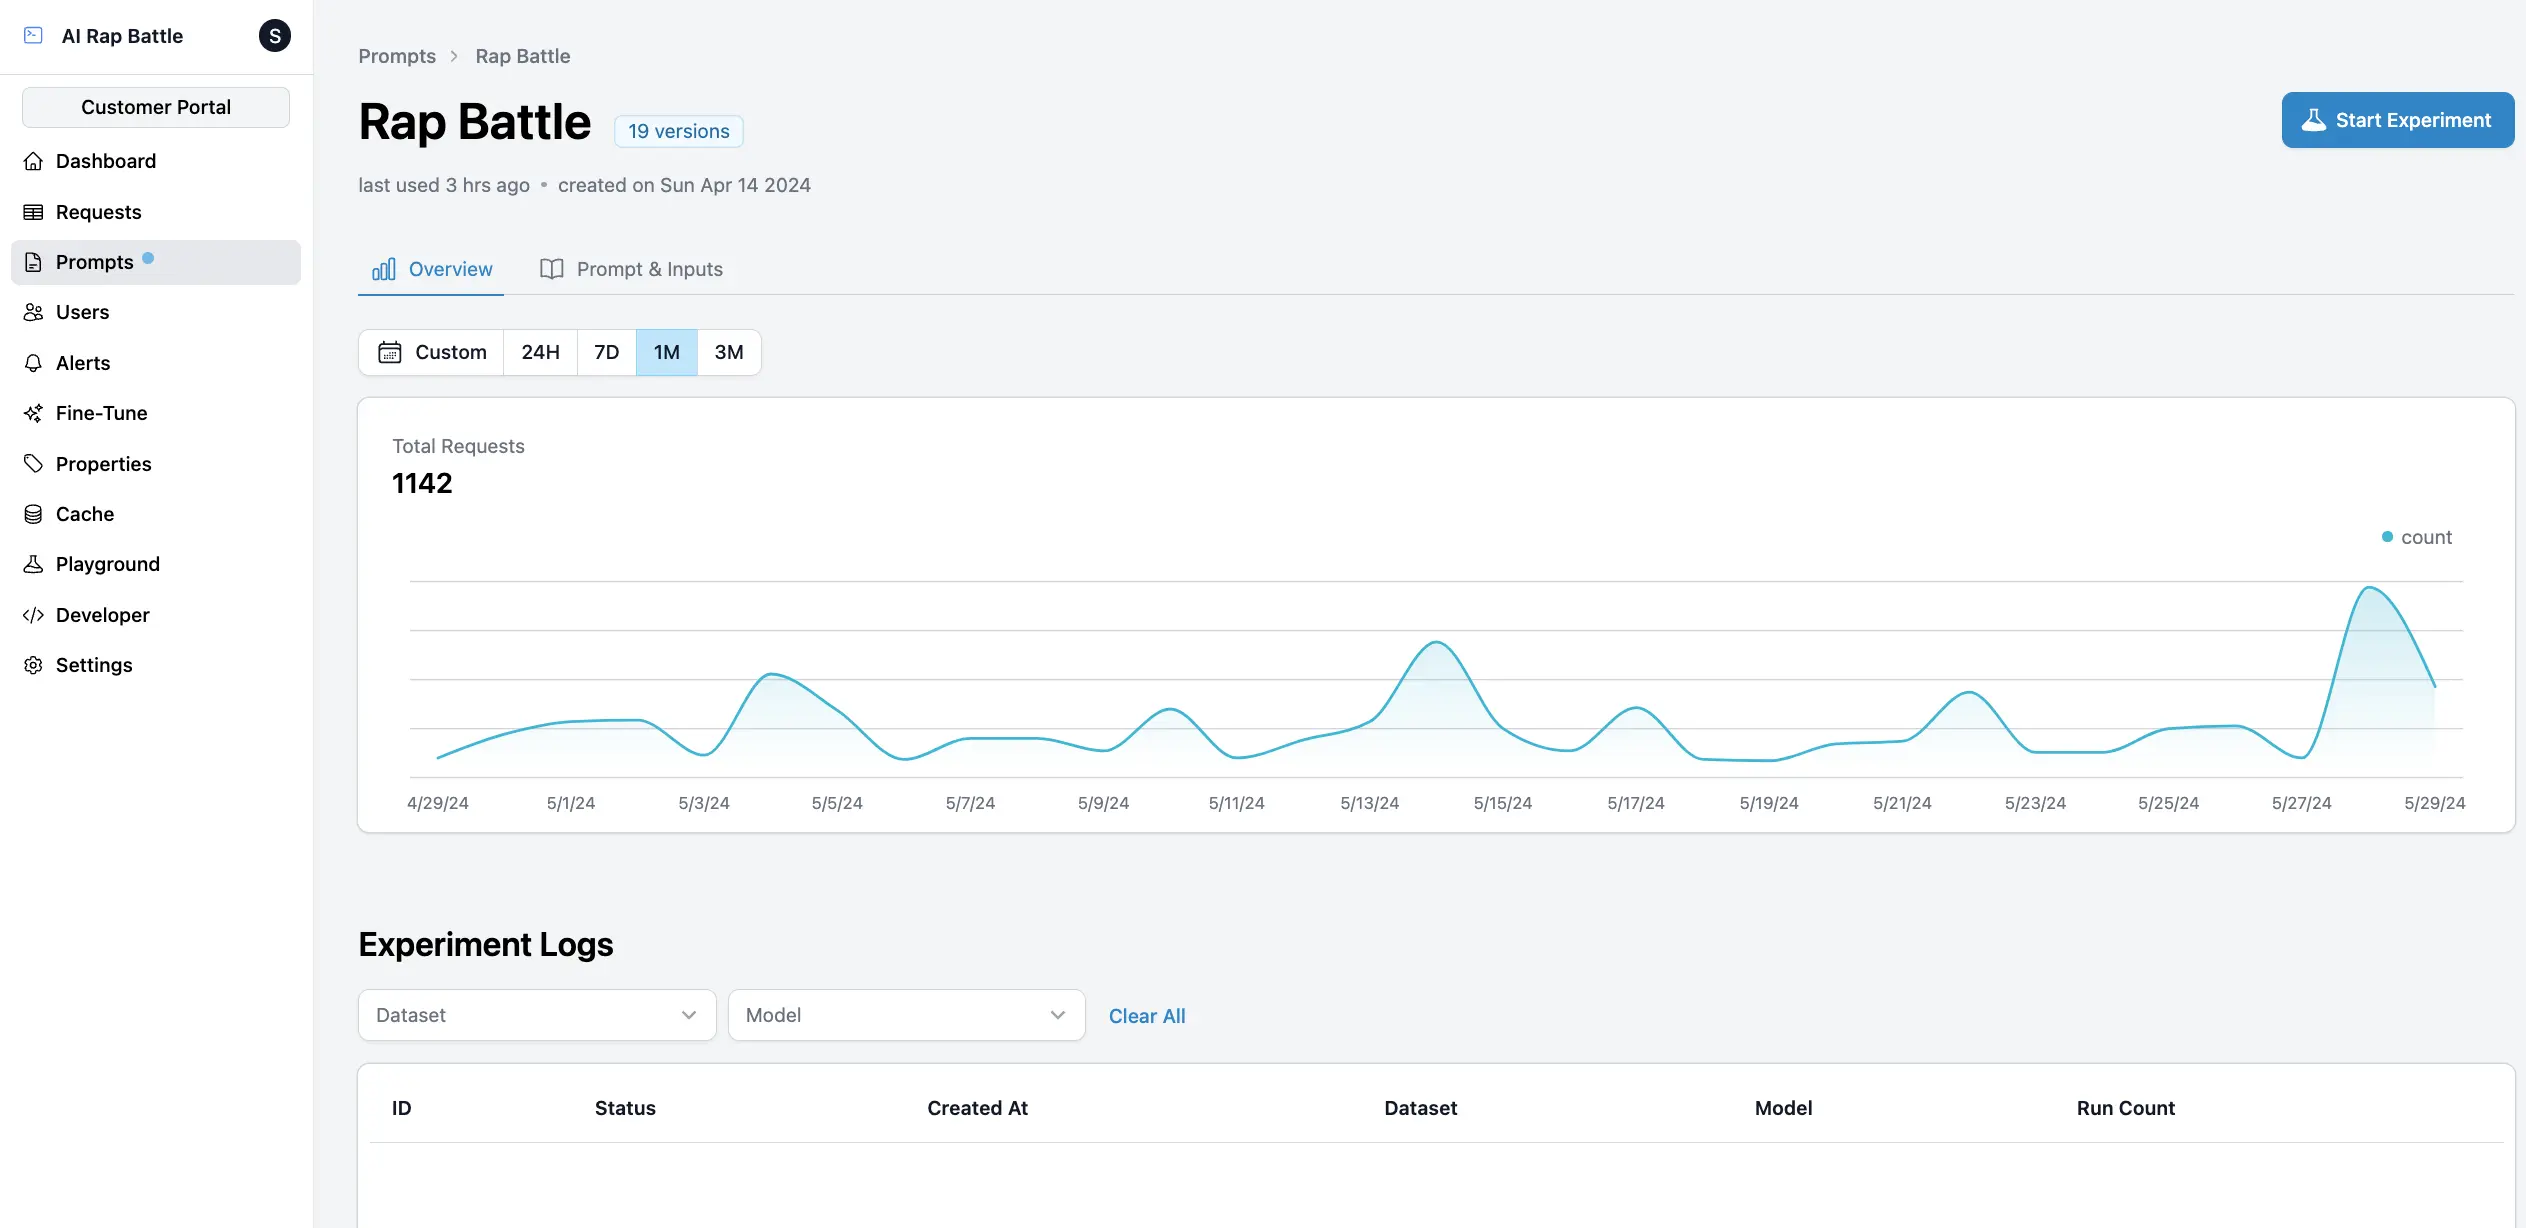 AI Rap Battle
S
Customer Portal
Dashboard
Requests
Prompts
Users
Alerts
Fine-Tune
Properties
Cache
Playground
Developer
Settings
Prompts > Rap Battle
Rap Battle 19 versions
Start Experiment
last used 3 hrs ago • created on Sun Apr 14 2024
Overview Prompt & Inputs
Custom 24H 7D 1M 3M
Total Requests
1142
count
4/29/24 5/1/24 5/3/24 5/5/24 5/7/24 5/9/24 5/11/24 5/13/24 5/15/24 5/17/24 5/19/24 5/21/24 5/23/24 5/25/24 5/27/24 5/29/24
Experiment Logs
Dataset Model Clear All
ID Status Created At Dataset Model Run Count